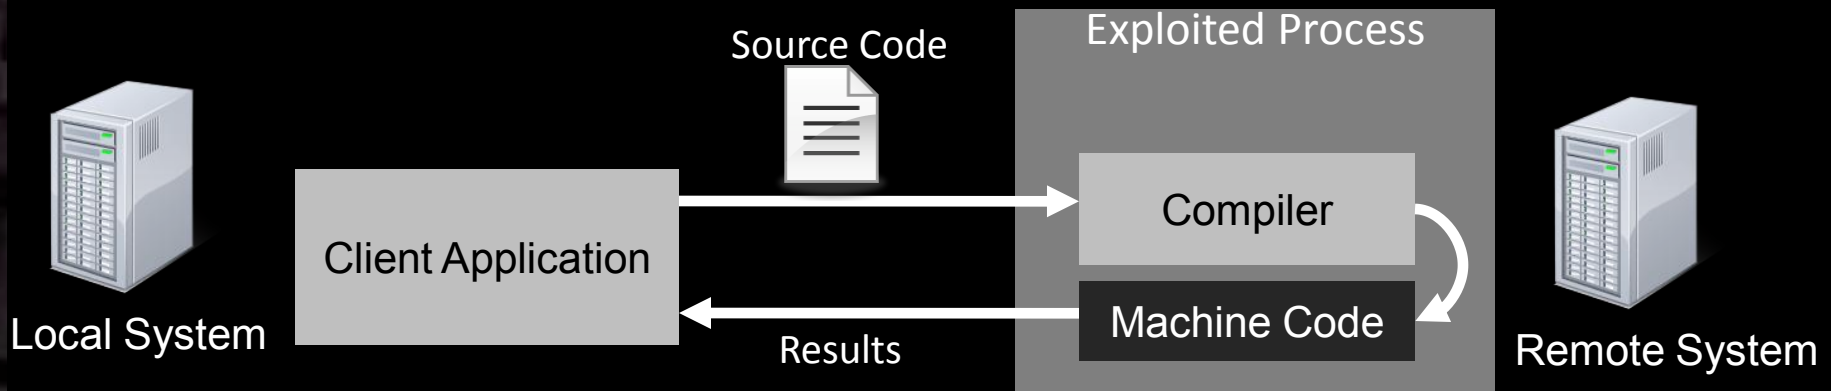 Source Code
Exploited Process
Client Application
Compiler
Machine Code
Results
Local System
Remote System